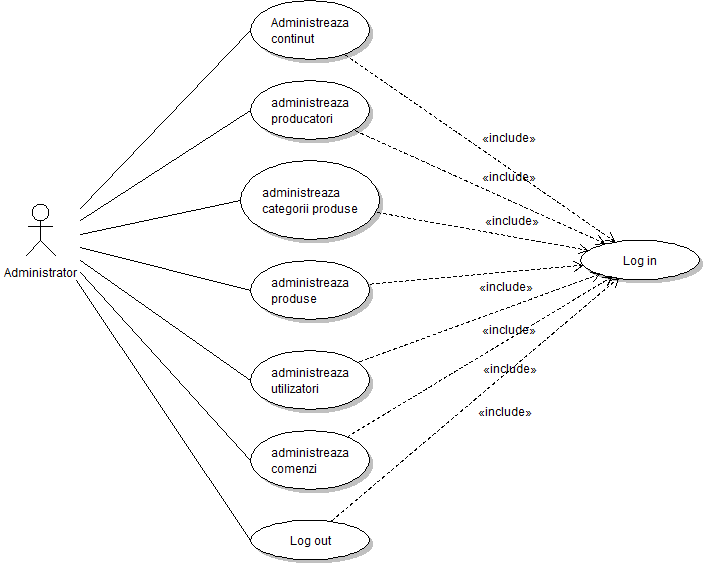 Administreaza
continut
administreaza
producatori
«include»
«include»
administreaza
categorii produse
«include»
Log in
Administrator
administreaza
produse
«include»
«include»
administreaza
utilizatori
«include»
«include»
administreaza
comenzi
Log out